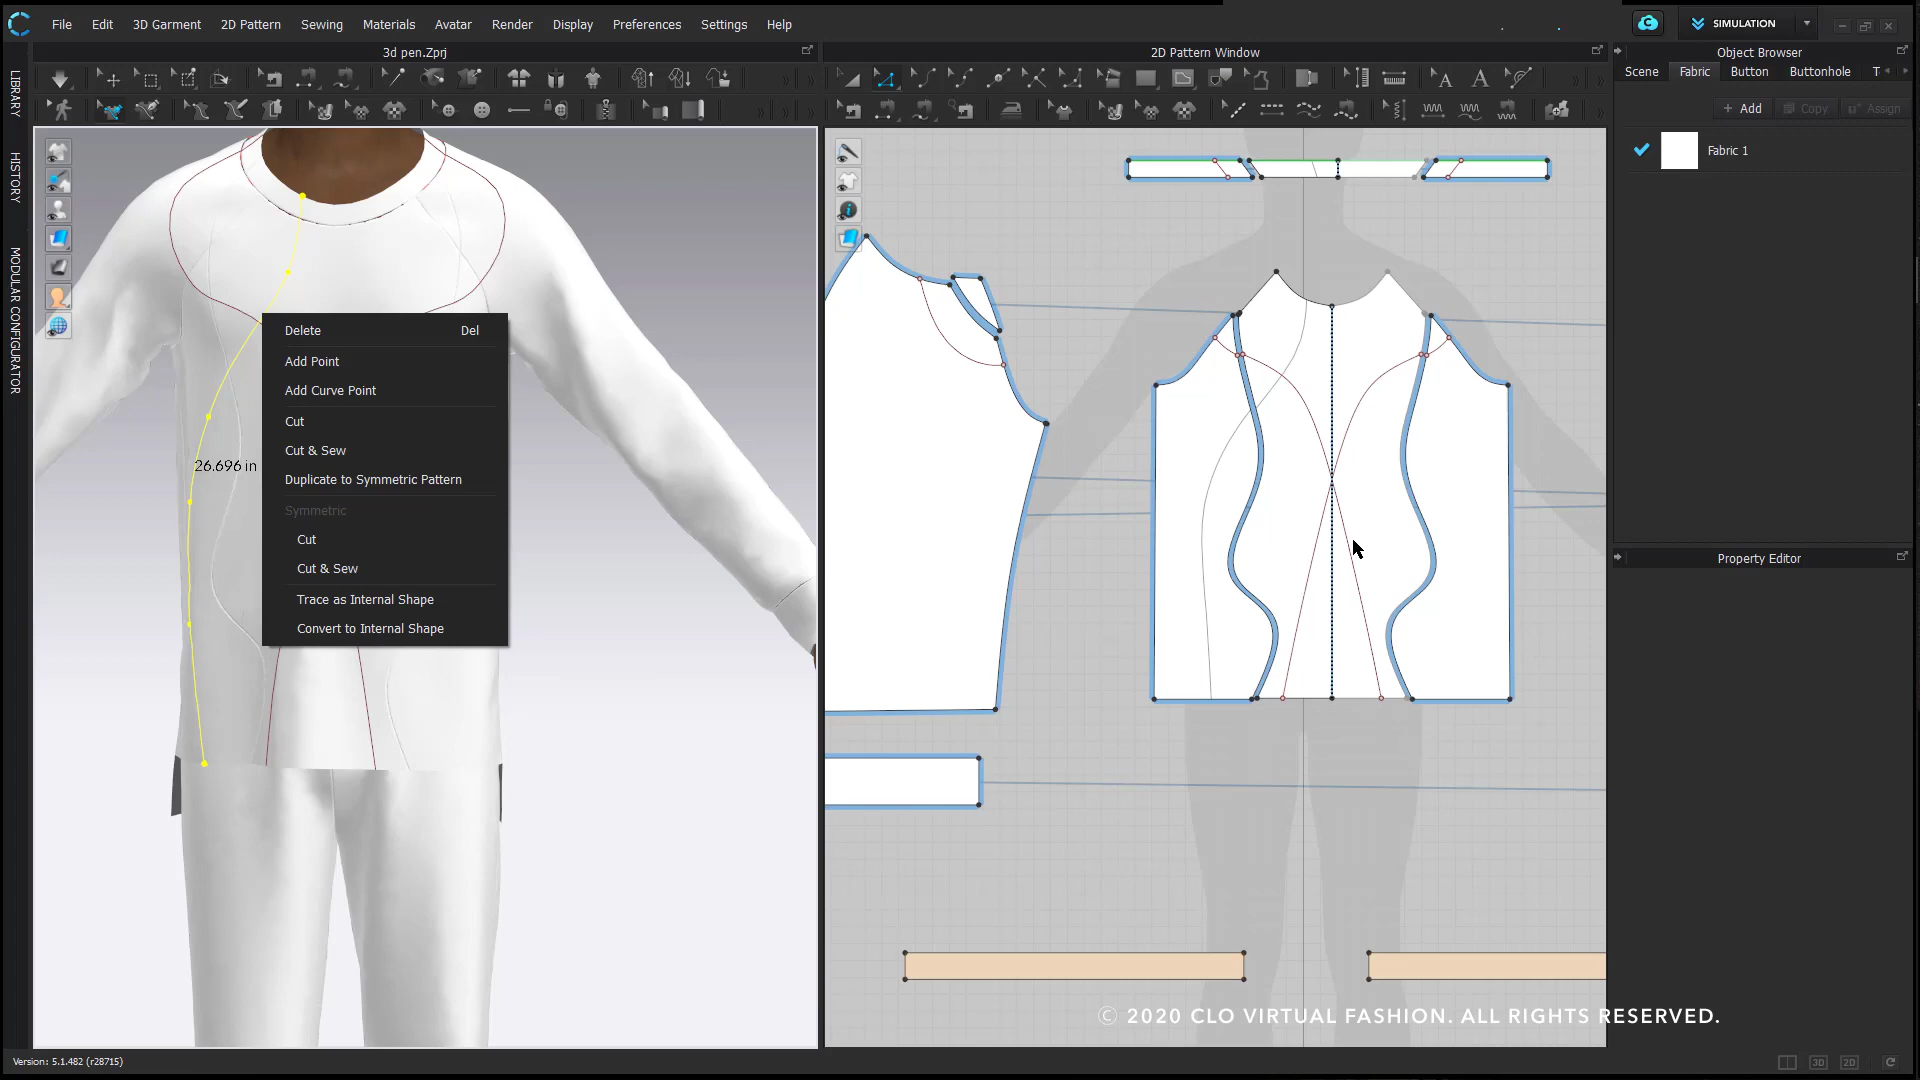 File Edit 3D Garment 2D Pattern Sewing Materials Avatar Render Display Preferences Settings Help
SIMULATION
3d pen.Zprj
2D Pattern Window
Object Browser
Scene Fabric Button Buttonhole T
+ Add Copy Assign
Fabric 1
LIBRARY
HISTORY
MODULAR CONFIGURATOR
Delete Del
Add Point
Add Curve Point
Cut
Cut & Sew
Duplicate to Symmetric Pattern
Symmetric
Cut
Cut & Sew
Trace as Internal Shape
Convert to Internal Shape
26.696 in
Property Editor
© 2020 CLO VIRTUAL FASHION. ALL RIGHTS RESERVED.
Version: 5.1.482 (r28715)
3D 2D